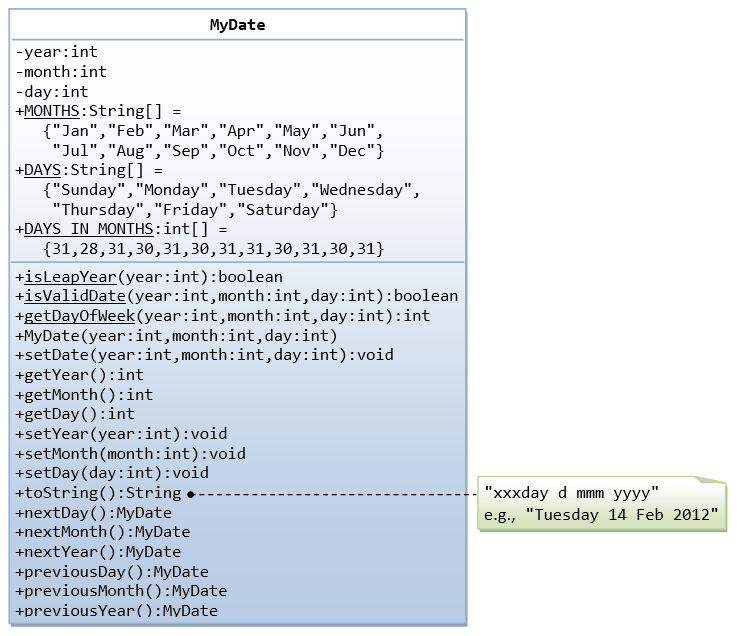 MyDate
-year:int
-month:int
-day:int
+MONTHS:String[] =
{"Jan","Feb","Mar","Apr","May","Jun",
"Jul","Aug","Sep","Oct","Nov","Dec"}
+DAYS:String[] =
{"Sunday","Monday","Tuesday","Wednesday",
"Thursday","Friday","Saturday"}
+DAYS_IN_MONTHS:int[] =
{31,28,31,30,31,30,31,31,30,31,30,31}
+isLeapYear(year:int):boolean
+isValidDate(year:int,month:int,day:int):boolean
+getDayOfWeek(year:int,month:int,day:int):int
+MyDate(year:int,month:int,day:int)
+setDate(year:int,month:int,day:int):void
+getYear():int
+getMonth():int
+getDay():int
+setYear(year:int):void
+setMonth(month:int):void
+setDay(day:int):void
+toString():String
"xxxday d mmm yyyy"
e.g., "Tuesday 14 Feb 2012"
+nextDay():MyDate
+nextMonth():MyDate
+nextYear():MyDate
+previousDay():MyDate
+previousMonth():MyDate
+previousYear():MyDate